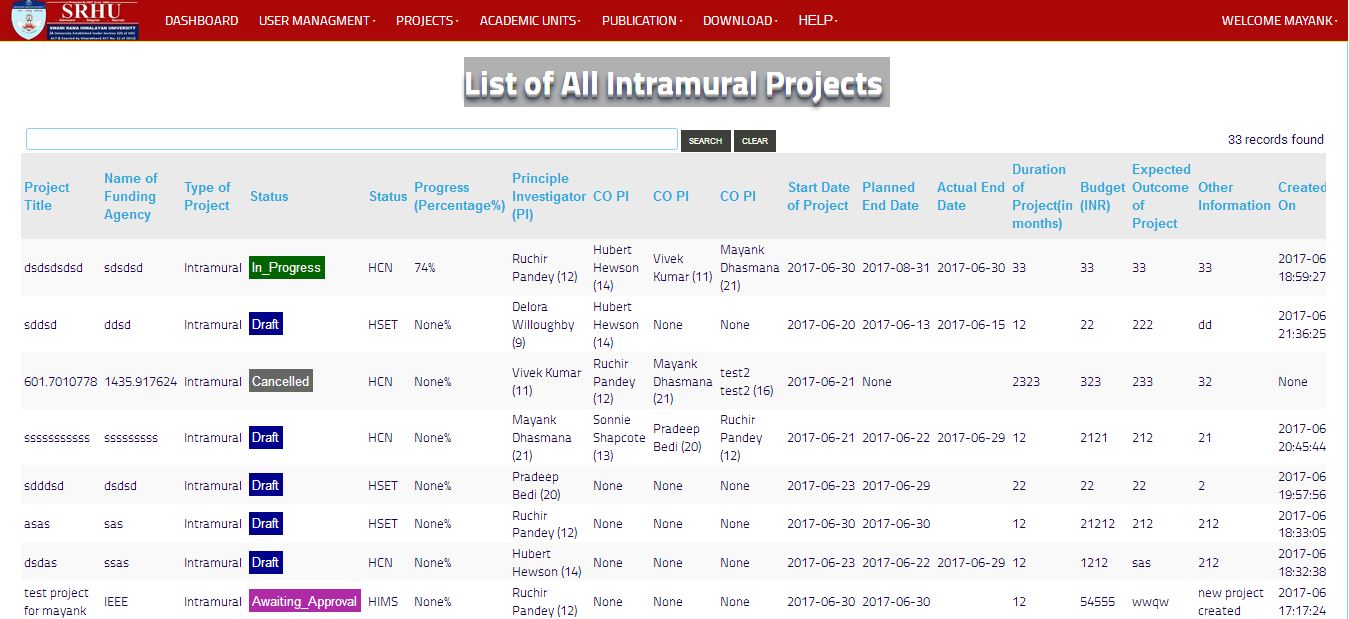 SRHU
SWAMI RAMA HIMALAYAN UNIVERSITY
DASHBOARD USER MANAGMENT PROJECTS ACADEMIC UNITS PUBLICATION DOWNLOAD HELP WELCOME MAYANK
List of All Intramural Projects
SEARCH CLEAR 33 records found
Project Title Name of Funding Agency Type of Project Status Status Progress (Percentage%) Principle Investigator (PI) CO PI CO PI CO PI Start Date of Project Planned End Date Actual End Date Duration of Project(in months) Budget (INR) Expected Outcome of Project Other Information Created On
dsdsdsdsd sdsdsd Intramural In_Progress HCN 74% Ruchir Pandey (12) Hubert Hewson (14) Vivek Kumar (11) Mayank Dhasmana (21) 2017-06-30 2017-08-31 2017-06-30 33 33 33 33 2017-06 18:59:27
sddsd ddsd Intramural Draft HSET None% Delora Willoughby (9) Hubert Hewson (14) None None 2017-06-20 2017-06-13 2017-06-15 12 22 222 dd 2017-06 21:36:25
601.7010778 1435.917624 Intramural Cancelled HCN None% Vivek Kumar (11) Ruchir Pandey (12) Mayank Dhasmana (21) test2 test2 (16) 2017-06-21 None 2323 323 233 32 None
sssssssssss sssssssss Intramural Draft HCN None% Mayank Dhasmana (21) Sonnie Shapcote (13) Pradeep Bedi (20) Ruchir Pandey (12) 2017-06-21 2017-06-22 2017-06-29 12 2121 212 21 2017-06 20:45:44
sdddsd dsdsd Intramural Draft HSET None% Pradeep Bedi (20) None None None 2017-06-23 2017-06-29 22 22 22 2 2017-06 19:57:56
asas sas Intramural Draft HSET None% Ruchir Pandey (12) None None None 2017-06-30 2017-06-30 12 21212 212 212 2017-06 18:33:05
dsdas ssas Intramural Draft HCN None% Hubert Hewson (14) None None None 2017-06-23 2017-06-22 2017-06-29 12 1212 sas 212 2017-06 18:32:38
test project for mayank IEEE Intramural Awaiting_Approval HIMS None% Ruchir Pandey (12) None None None 2017-06-30 2017-06-30 12 54555 wwqw new project created 2017-06 17:17:24